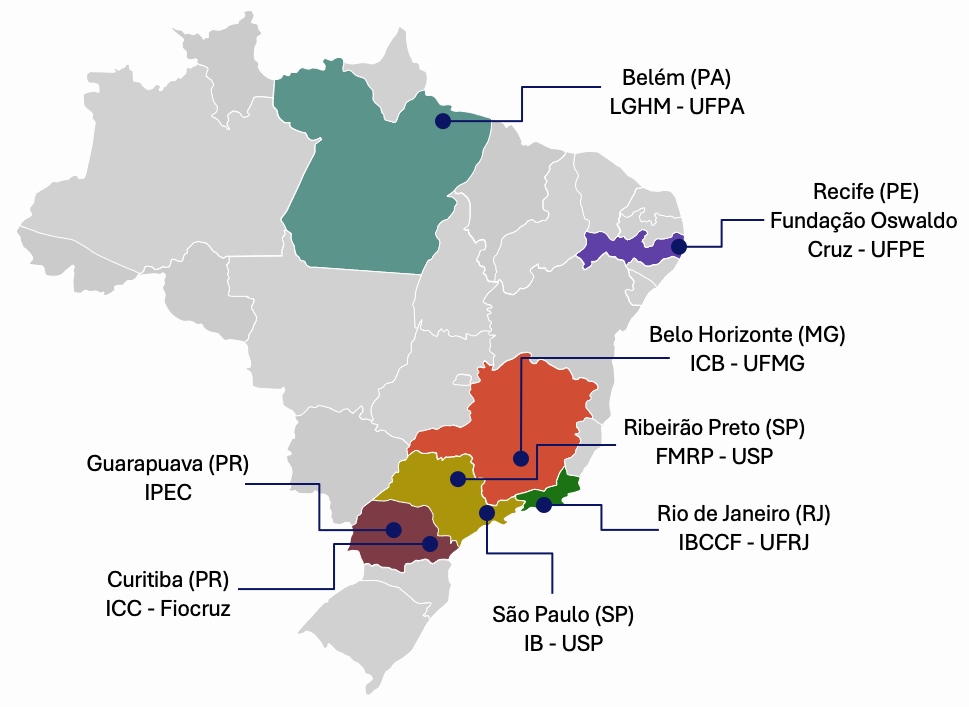 Belém (PA)
LGHM - UFPA
Recife (PE)
Fundação Oswaldo
Cruz - UFPE
Belo Horizonte (MG)
ICB - UFMG
Ribeirão Preto (SP)
FMRP - USP
Guarapuava (PR)
IPEC
Rio de Janeiro (RJ)
IBCCF - UFRJ
Curitiba (PR)
ICC - Fiocruz
São Paulo (SP)
IB - USP